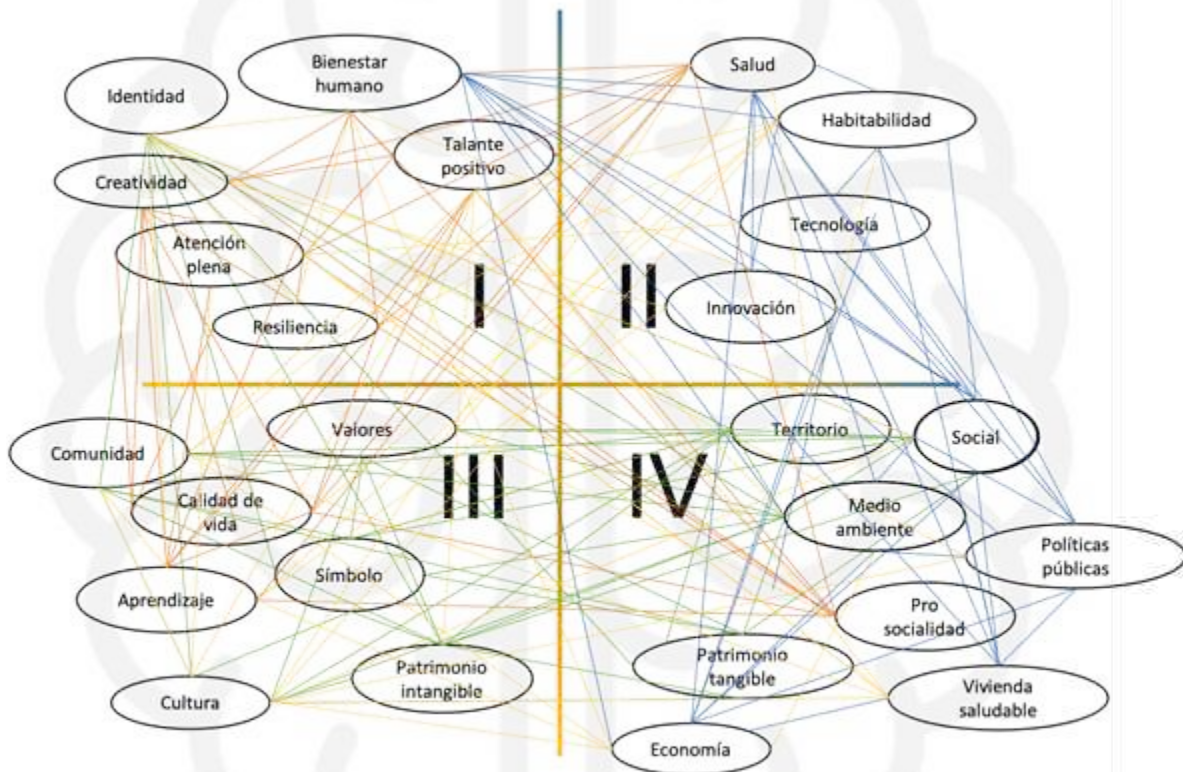 Identidad
Bienestar
humano
Creatividad
Talante
positivo
Atención
plena
Resiliencia
I
Salud
Habitabilidad
Tecnología
Innovación
II
Comunidad
Valores
Calidad de
vida
Símbolo
Aprendizaje
Patrimonio
intangible
Cultura
III
Territorio
Social
Medio
ambiente
Políticas
públicas
Pro
socialidad
Patrimonio
tangible
Vivienda
saludable
Economía
IV